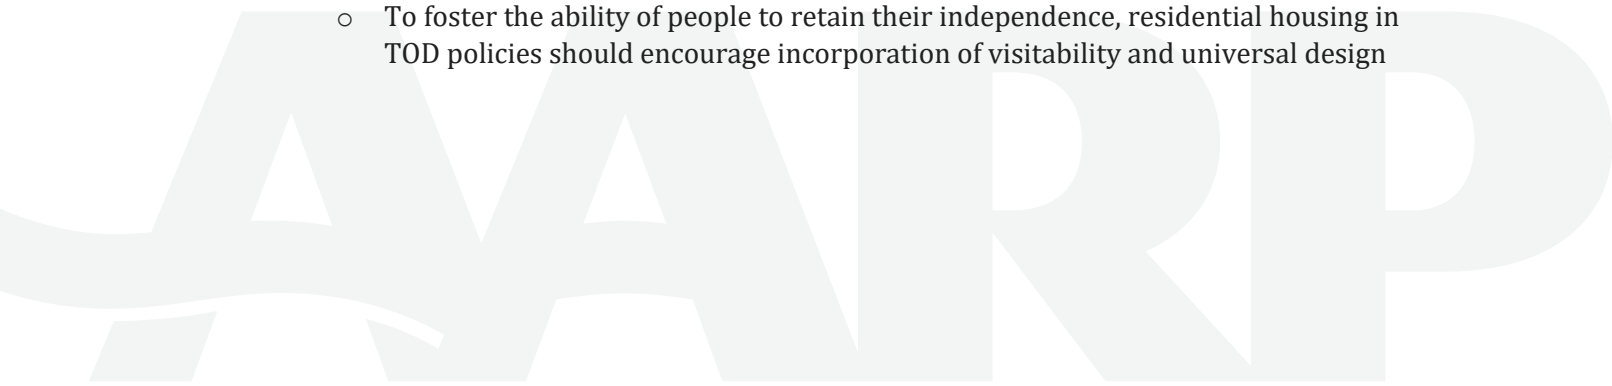 ○ To foster the ability of people to retain their independence, residential housing in
TOD policies should encourage incorporation of visitability and universal design
AARP